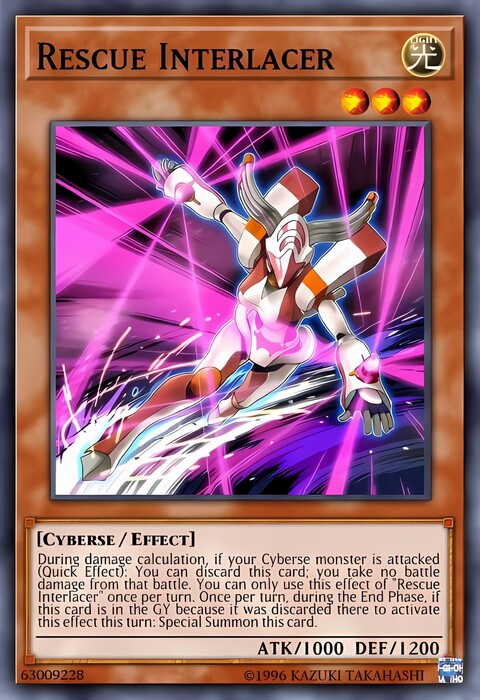 Rescue Interlacer
LIGHT
光
[Cyberse / Effect]
During damage calculation, if your Cyberse monster is attacked
(Quick Effect): You can discard this card; you take no battle
damage from that battle. You can only use this effect of "Rescue
Interlacer" once per turn. Once per turn, during the End Phase, if
this card is in the GY because it was discarded there to activate
this effect this turn: Special Summon this card.
ATK/1000 DEF/1200
63009228
©1996 KAZUKI TAKAHASHI